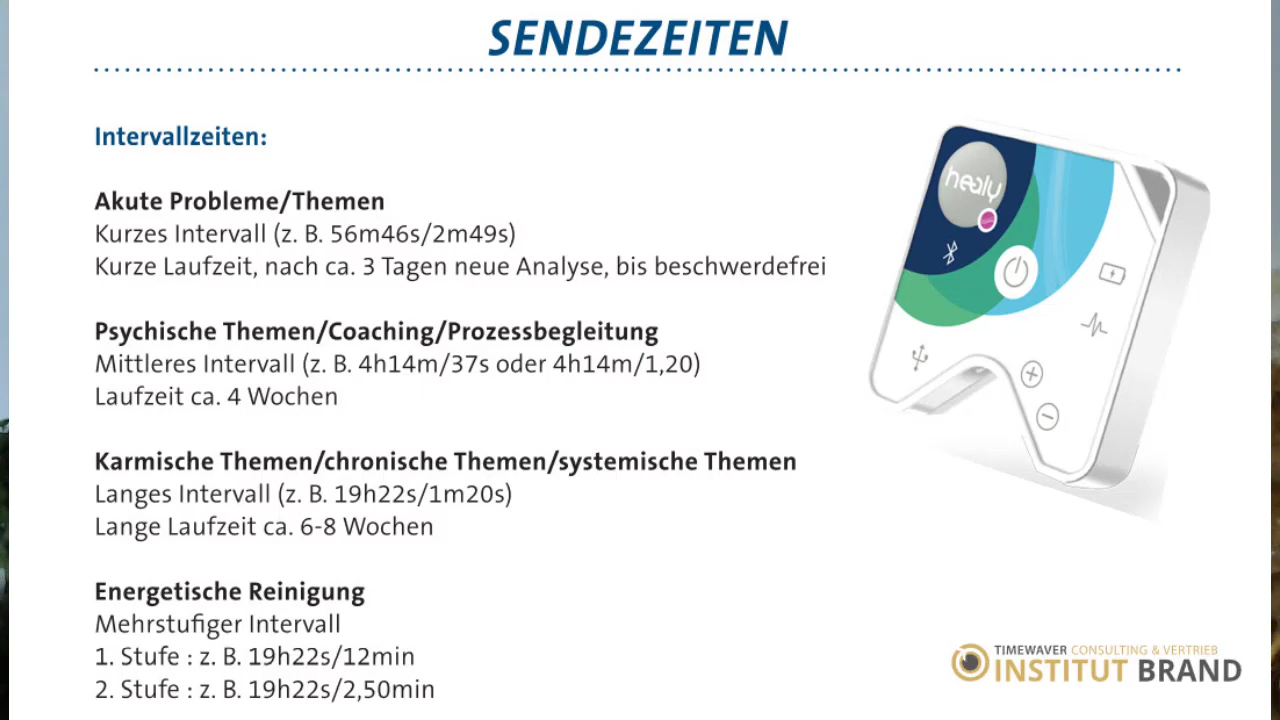 SENDEZEITEN
Intervallzeiten:
Akute Probleme/Themen
Kurzes Intervall (z. B. 56m46s/2m49s)
Kurze Laufzeit, nach ca. 3 Tagen neue Analyse, bis beschwerdefrei
Psychische Themen/Coaching/Prozessbegleitung
Mittleres Intervall (z. B. 4h14m/37s oder 4h14m/1,20)
Laufzeit ca. 4 Wochen
Karmische Themen/chronische Themen/systemische Themen
Langes Intervall (z. B. 19h22s/1m20s)
Lange Laufzeit ca. 6-8 Wochen
Energetische Reinigung
Mehrstufiger Intervall
1. Stufe : z. B. 19h22s/12min
2. Stufe : z. B. 19h22s/2,50min
healy
TIMEWAVER CONSULTING & VERTRIEB
INSTITUT BRAND